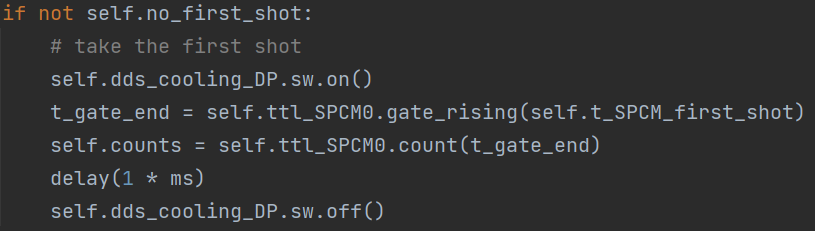 if not self.no_first_shot:
    # take the first shot
    self.dds_cooling_DP.sw.on()
    t_gate_end = self.ttl_SPCM0.gate_rising(self.t_SPCM_first_shot)
    self.counts = self.ttl_SPCM0.count(t_gate_end)
    delay(1 * ms)
    self.dds_cooling_DP.sw.off()